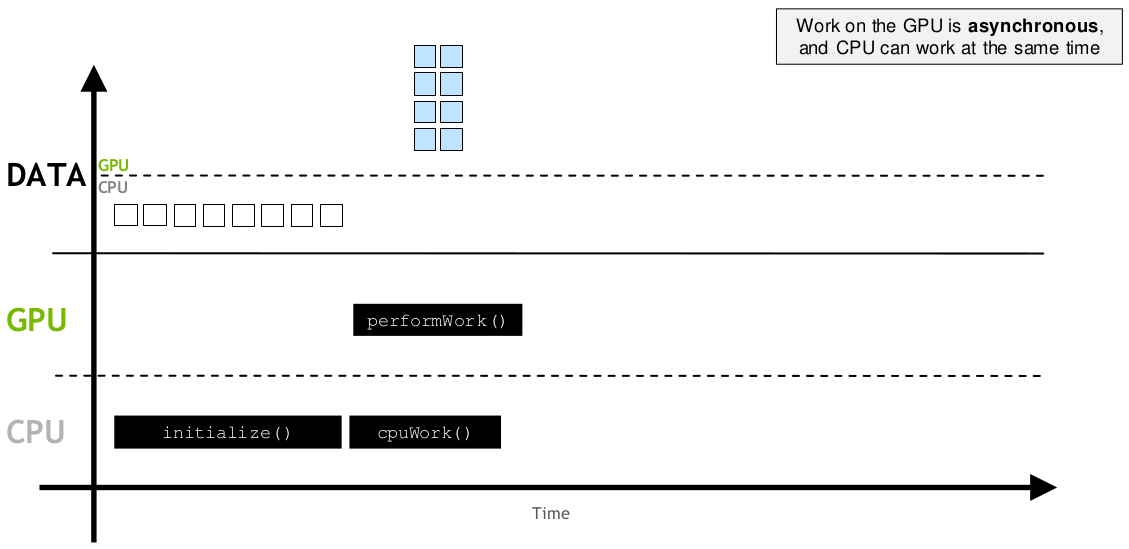 Work on the GPU is asynchronous,
and CPU can work at the same time
DATA
GPU
CPU
GPU
performWork()
CPU
initialize()
cpuWork()
Time